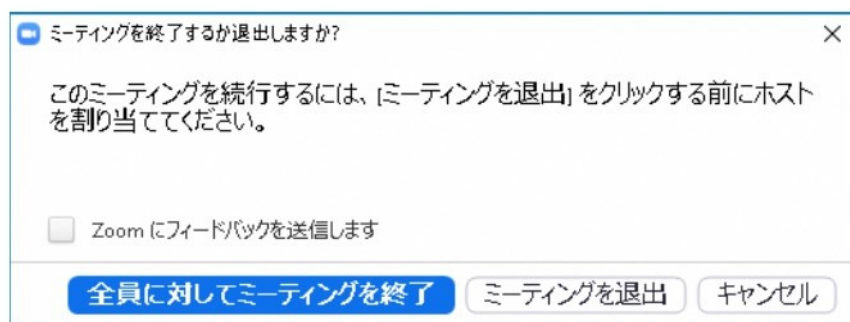 ミーティングを終了するか退出しますか?
このミーティングを続行するには、[ミーティングを退出] をクリックする前にホスト
を割り当ててください。
Zoom にフィードバックを送信します
全員に対してミーティングを終了
ミーティングを退出
キャンセル